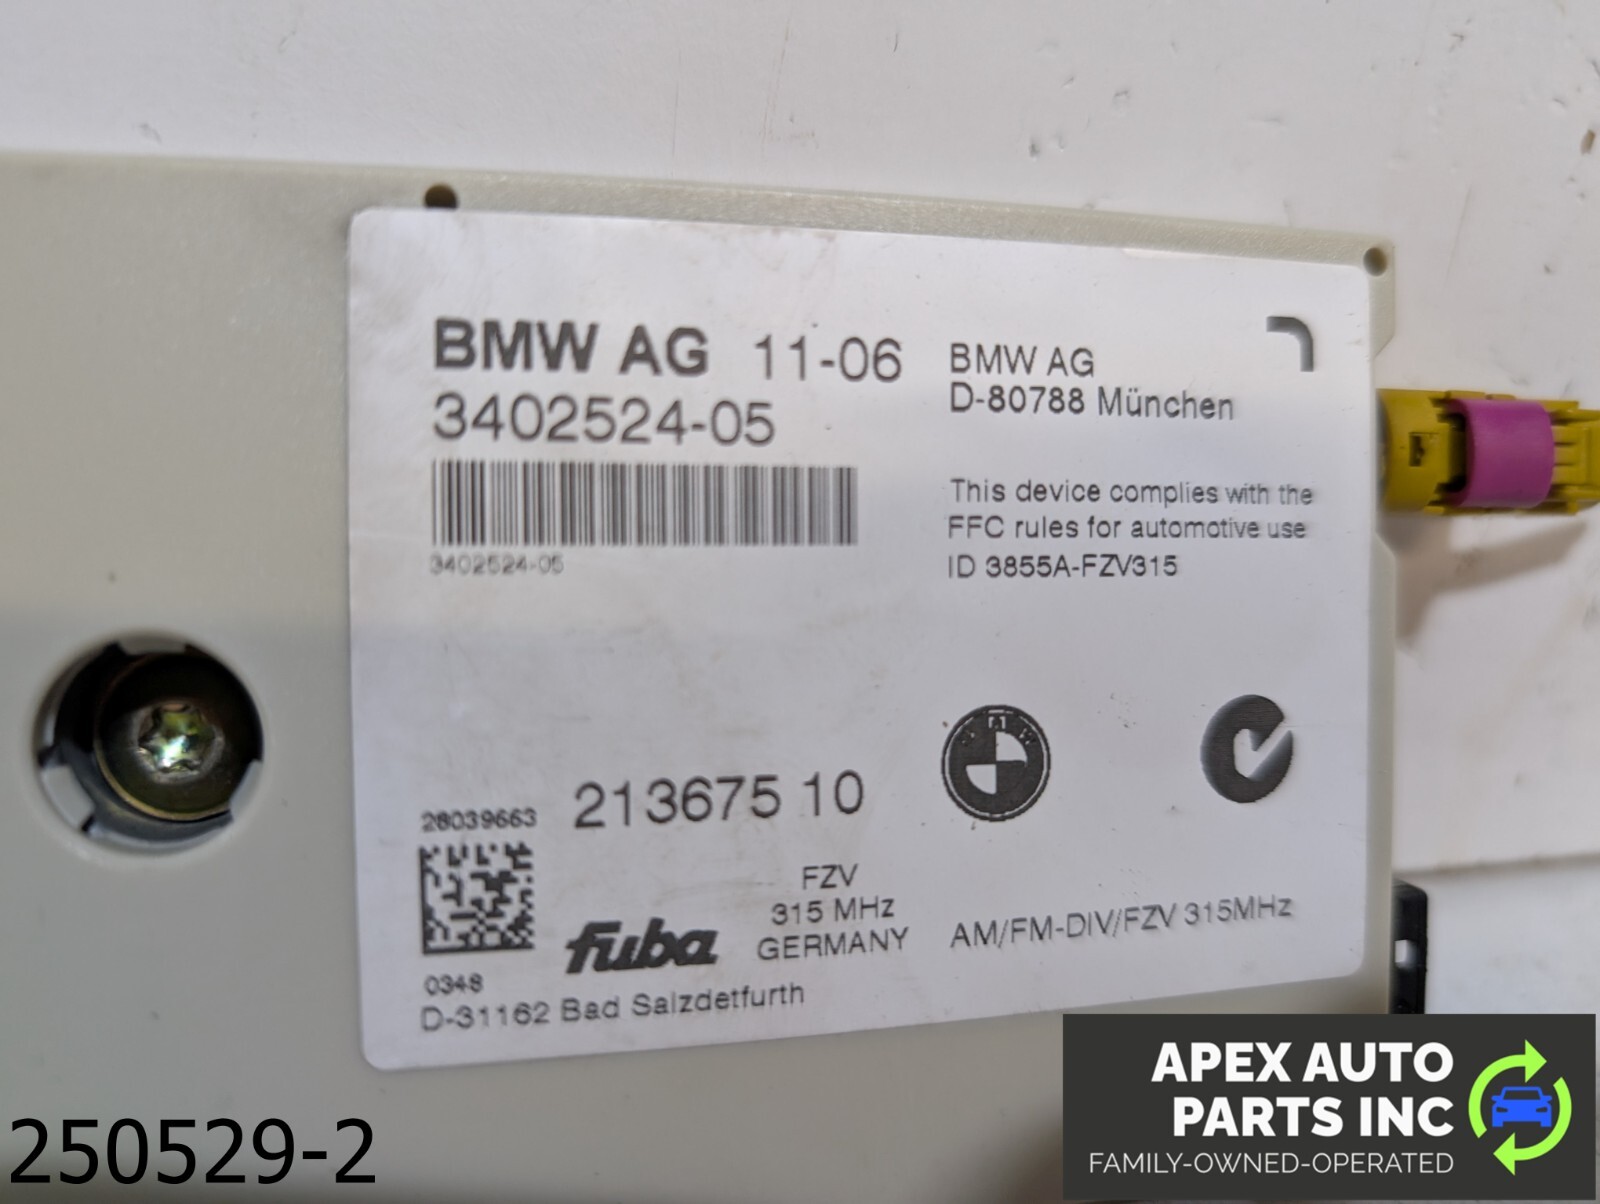 BMW AG 11-06
3402524-05
3402524-05
BMW AG
D-80788 München
This device complies with the
FFC rules for automotive use
ID 3855A-FZV315
28039663
213675 10
FZV
315 MHz
GERMANY
fuba
0348
D-31162 Bad Salzdetfurth
AM/FM-DIV/FZV 315MHz
250529-2
APEX AUTO
PARTS INC
FAMILY-OWNED-OPERATED